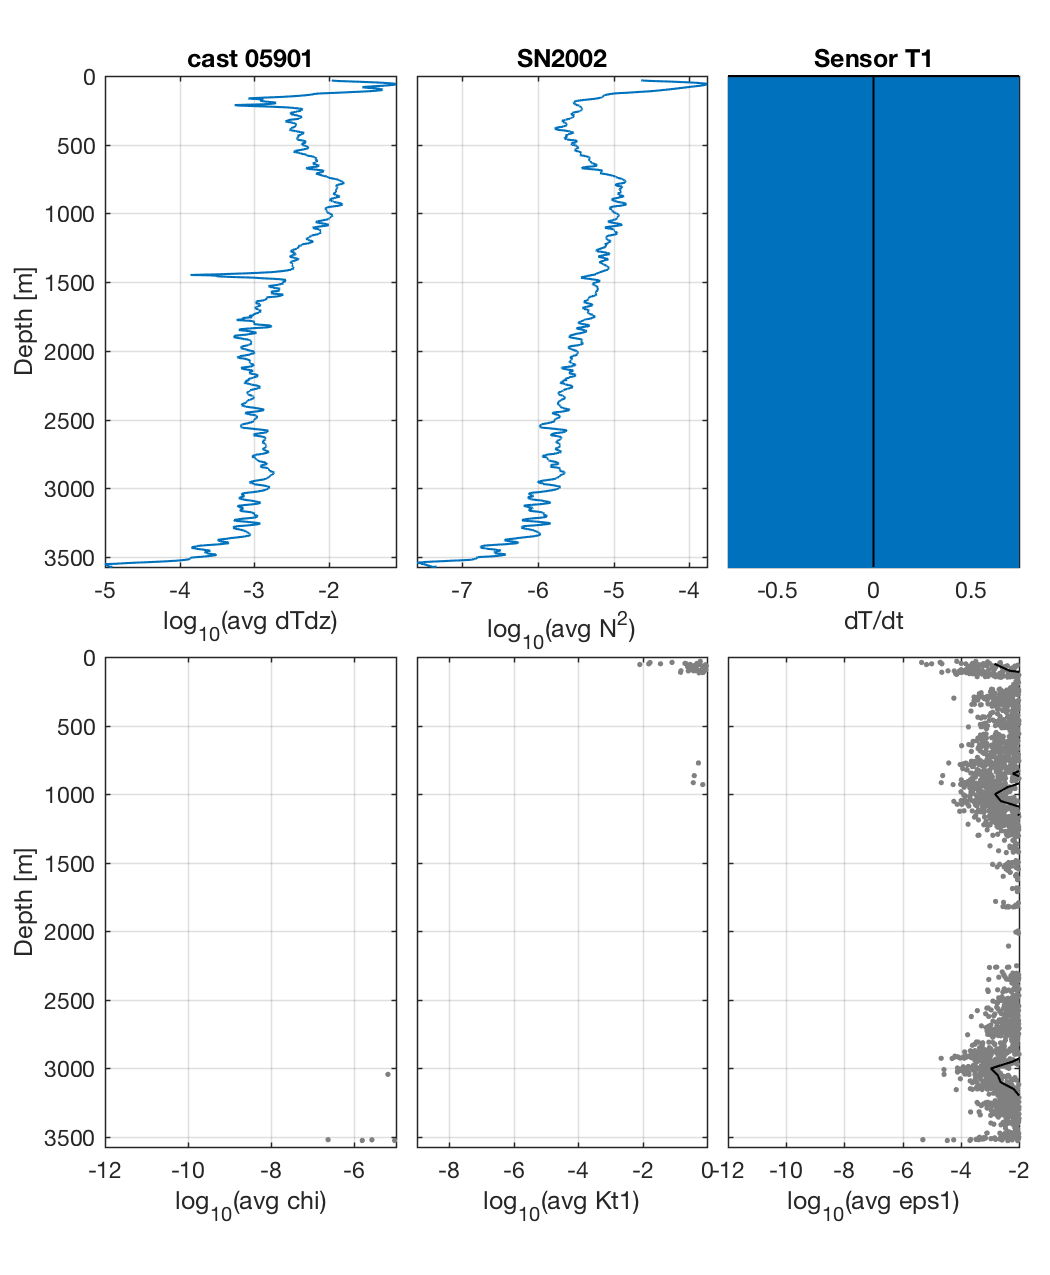 cast 05901 SN2002 Sensor T1
0
500
1000
1500
2000
2500
3000
3500
Depth [m]
-5 -4 -3 -2 -7 -6 -5 -4 -0.5 0 0.5
log10(avg dTdz) log10(avg N2) dT/dt
0
500
1000
1500
2000
2500
3000
3500
Depth [m]
-12 -10 -8 -6 -8 -6 -4 -2 0 -12 -10 -8 -6 -4 -2
log10(avg chi) log10(avg Kt1) log10(avg eps1)